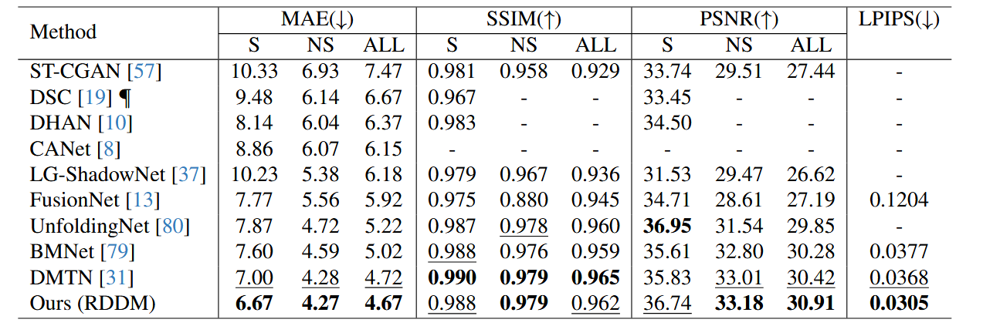 Method MAE(↓) SSIM(↑) PSNR(↑) LPIPS(↓)
S NS ALL S NS ALL S NS ALL
ST-CGAN [57] 10.33 6.93 7.47 0.981 0.958 0.929 33.74 29.51 27.44 -
DSC [19] ¶ 9.48 6.14 6.67 0.967 - - 33.45 - - -
DHAN [10] 8.14 6.04 6.37 0.983 - - 34.50 - - -
CANet [8] 8.86 6.07 6.15 - - - - - - -
LG-ShadowNet [37] 10.23 5.38 6.18 0.979 0.967 0.936 31.53 29.47 26.62 -
FusionNet [13] 7.77 5.56 5.92 0.975 0.880 0.945 34.71 28.61 27.19 0.1204
UnfoldingNet [80] 7.87 4.72 5.22 0.987 0.978 0.960 36.95 31.54 29.85 -
BMNet [79] 7.60 4.59 5.02 0.988 0.976 0.959 35.61 32.80 30.28 0.0377
DMTN [31] 7.00 4.28 4.72 0.990 0.979 0.965 35.83 33.01 30.42 0.0368
Ours (RDDM) 6.67 4.27 4.67 0.988 0.979 0.962 36.74 33.18 30.91 0.0305